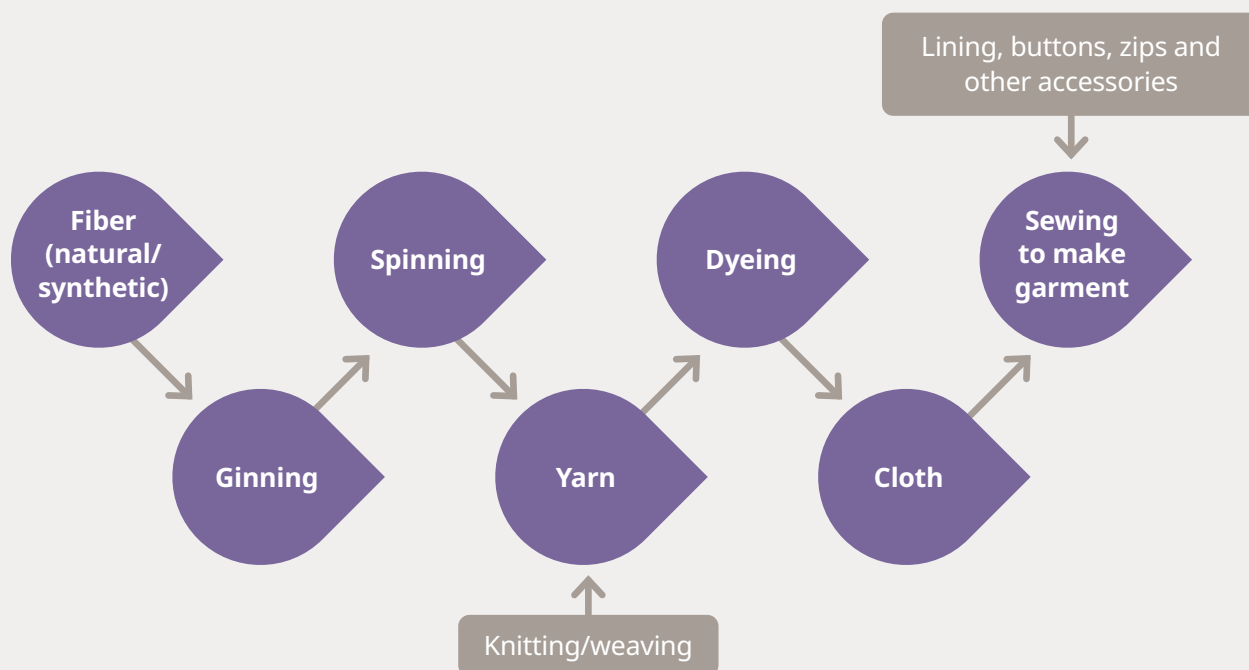 Lining, buttons, zips and
other accessories
Fiber
(natural/
synthetic)
Spinning
Dyeing
Sewing
to make
garment
Ginning
Yarn
Cloth
Knitting/weaving